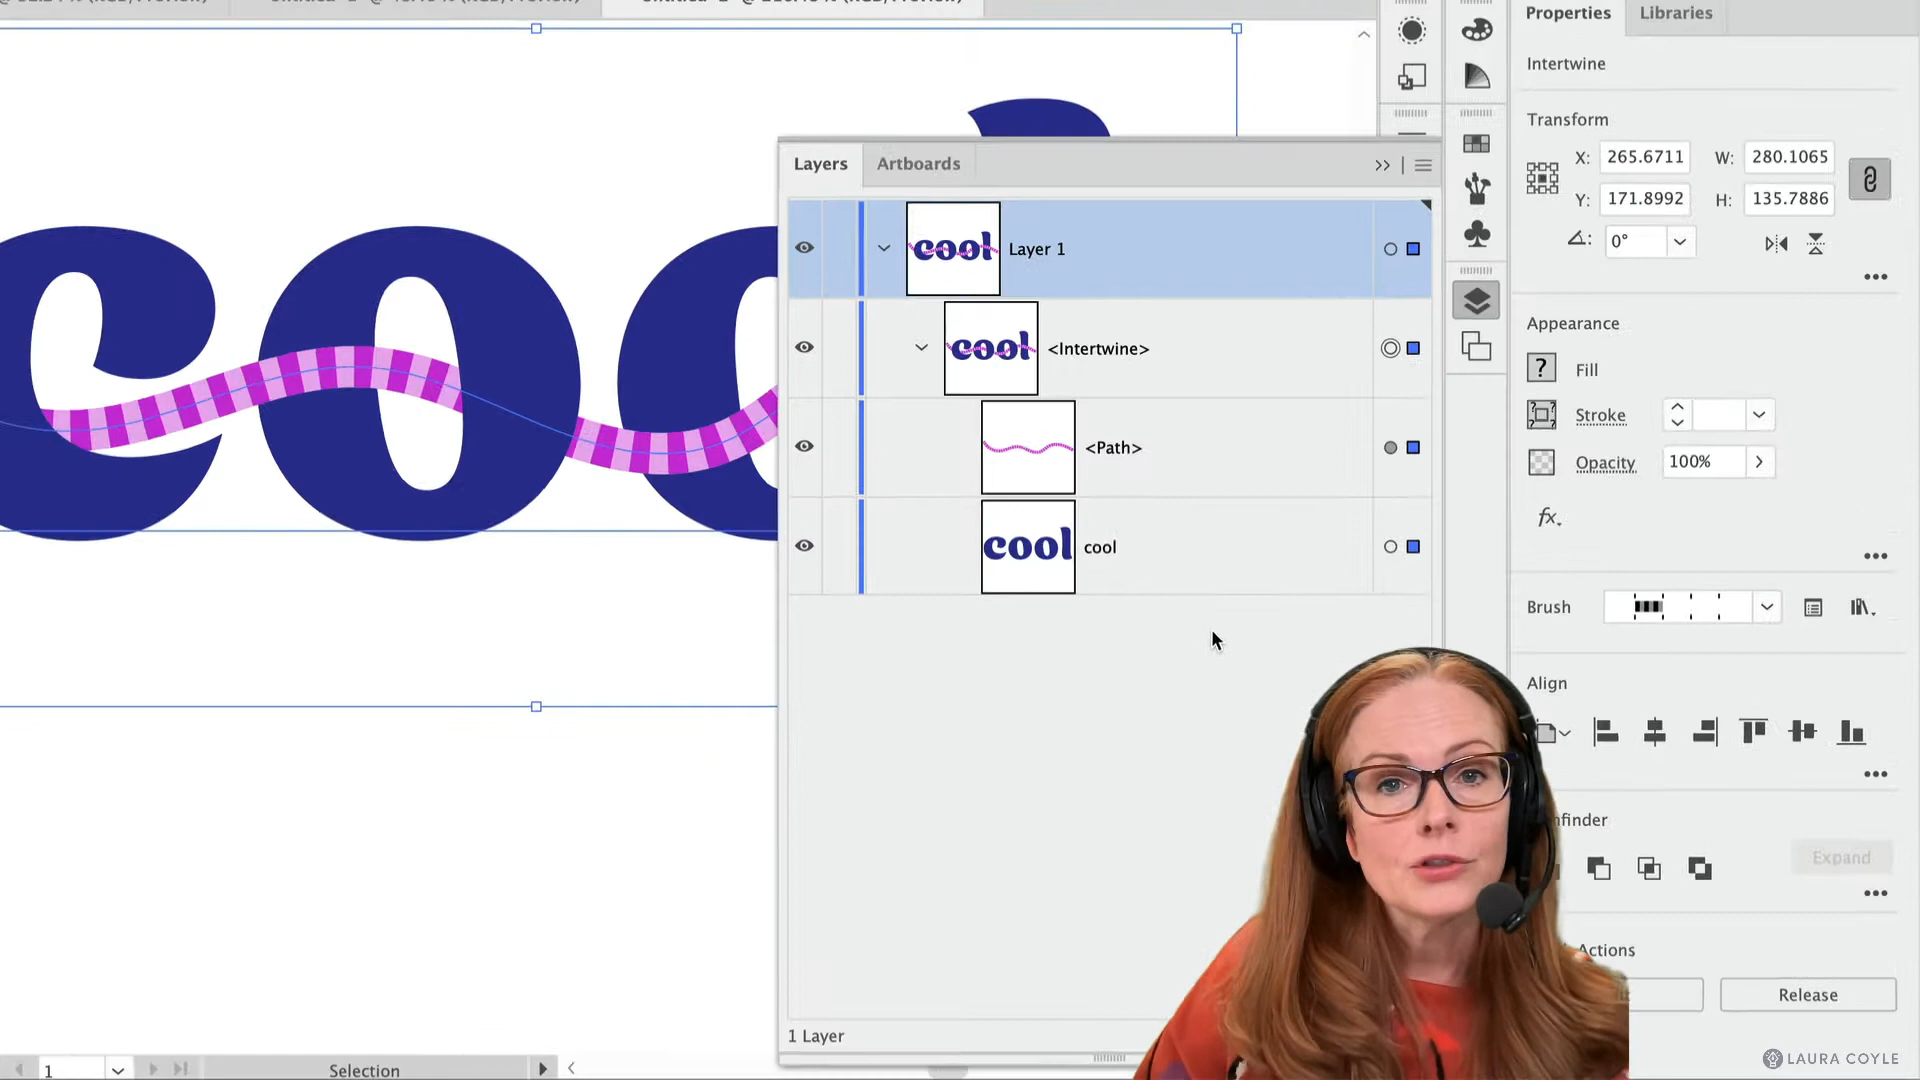 Properties
Libraries
Intertwine
Transform
X: 265.6711 W: 280.1065
Y: 171.8992 H: 135.7886
0°
Appearance
? Fill
Stroke
Opacity 100%
fx
Brush
Align
Actions
Expand
Release
coo
Layers
Artboards
cool Layer 1
cool <Intertwine>
<Path>
cool cool
1 Layer
1
Selection
LAURA COYLE